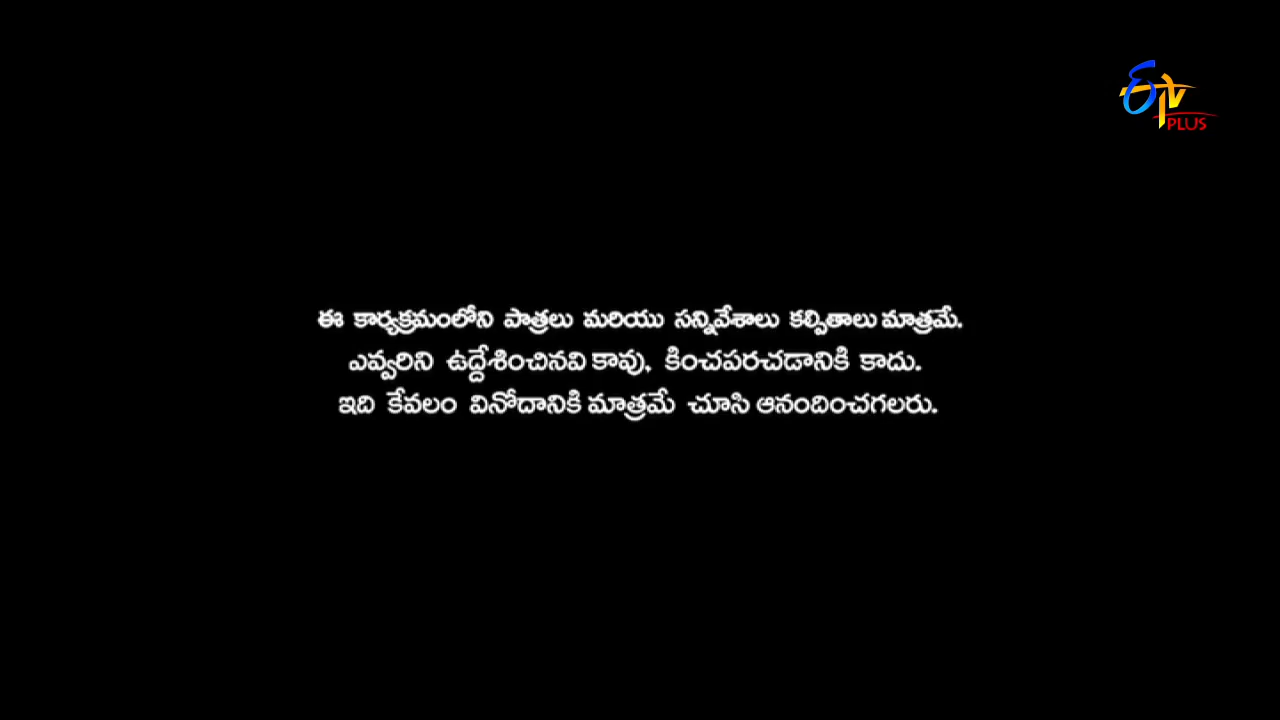 ETV
PLUS
ఈ కార్యక్రమంలోని పాత్రలు మరియు సన్నివేశాలు కల్పితాలు మాత్రమే.
ఎవ్వరిని ఉద్దేశించినవి కావు, కించపరచడానికి కాదు.
ఇది కేవలం వినోదానికి మాత్రమే చూసి ఆనందించగలరు.